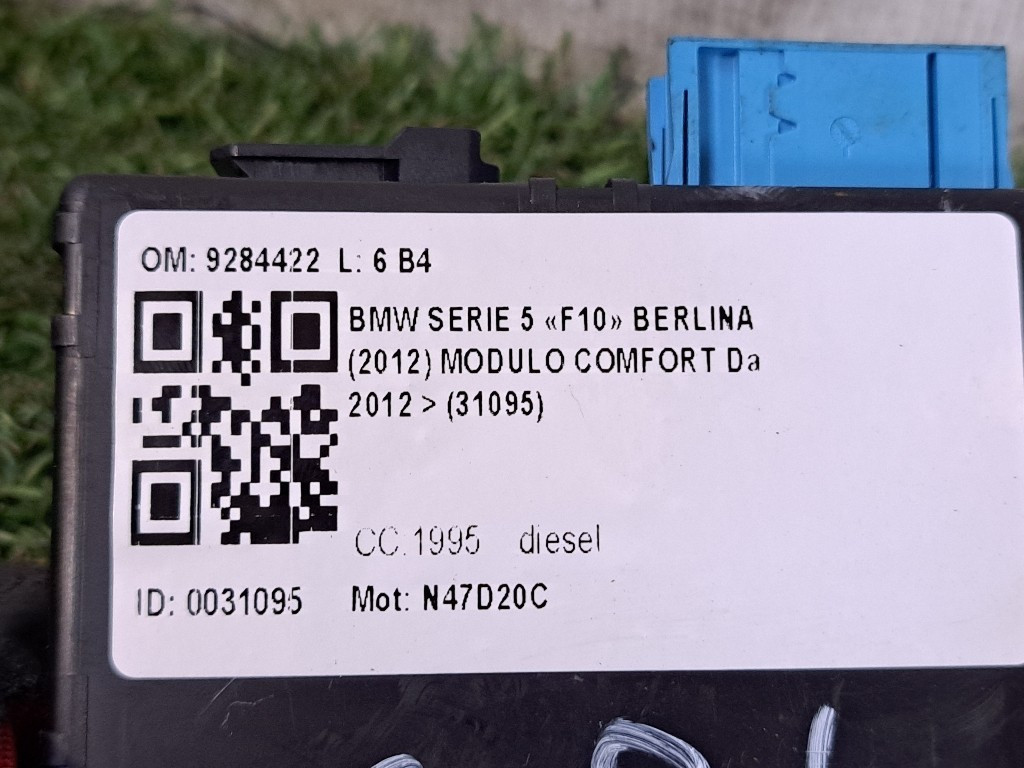 OM: 9284422 L: 6 B4
BMW SERIE 5 «F10» BERLINA
(2012) MODULO COMFORT Da
2012 > (31095)
CC.1995 diesel
ID: 0031095 Mot: N47D20C